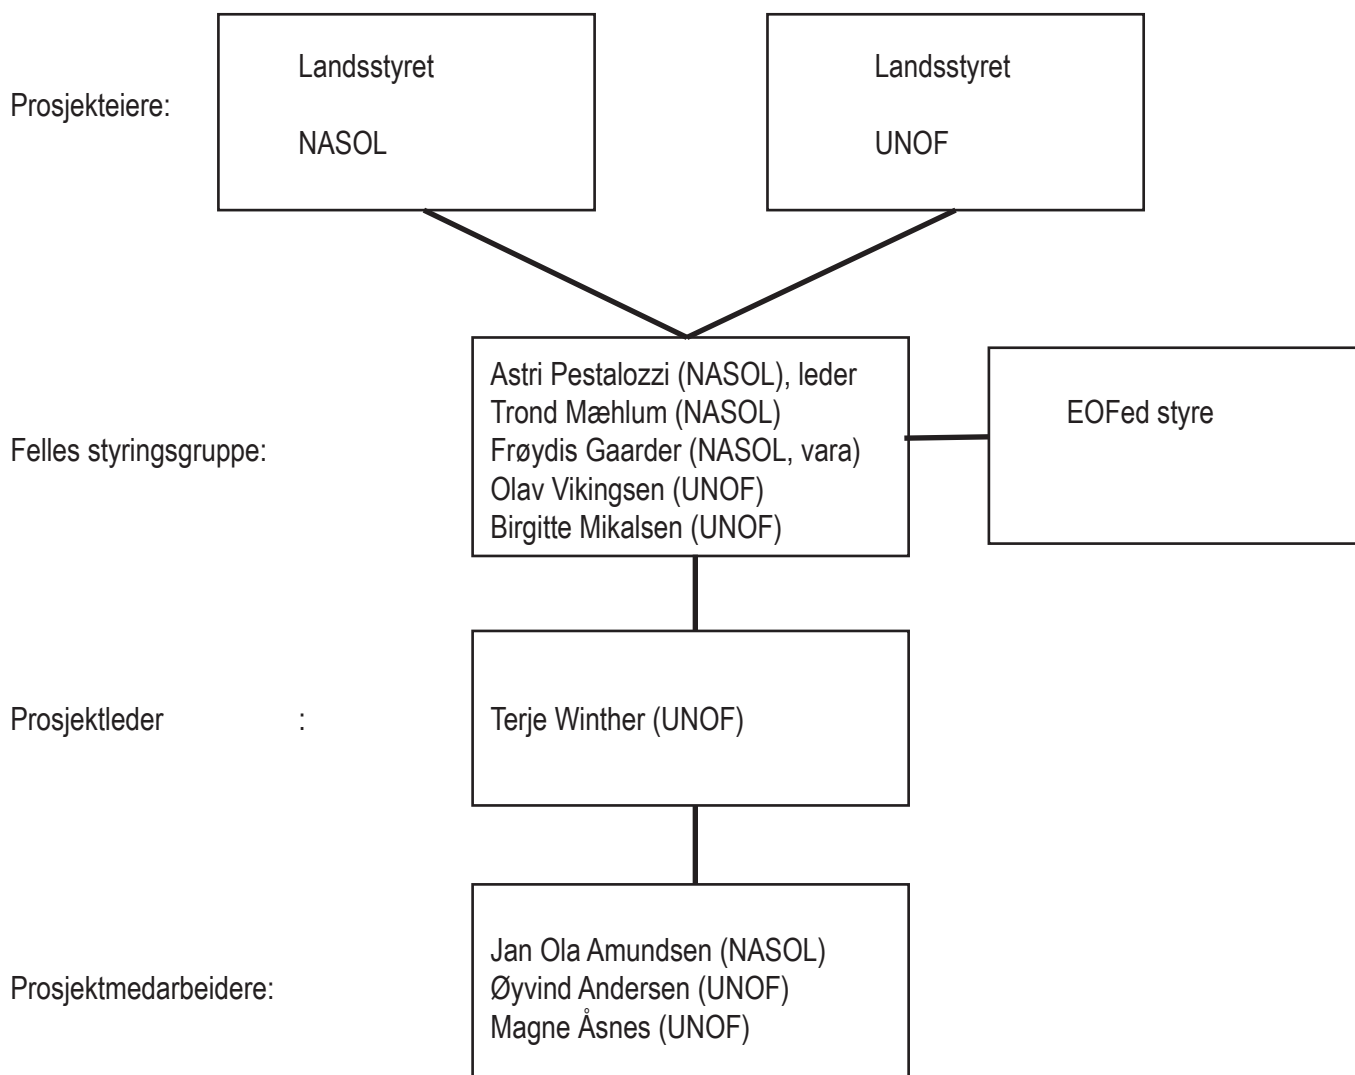 Prosjekteiere:
Landsstyret
NASOL
Landsstyret
UNOF
Felles styringsgruppe:
Astri Pestalozzi (NASOL), leder
Trond Mæhlum (NASOL)
Frøydis Gaarder (NASOL, vara)
Olav Vikingsen (UNOF)
Birgitte Mikalsen (UNOF)
EOFed styre
Prosjektleder :
Terje Winther (UNOF)
Prosjektmedarbeidere:
Jan Ola Amundsen (NASOL)
Øyvind Andersen (UNOF)
Magne Åsnes (UNOF)